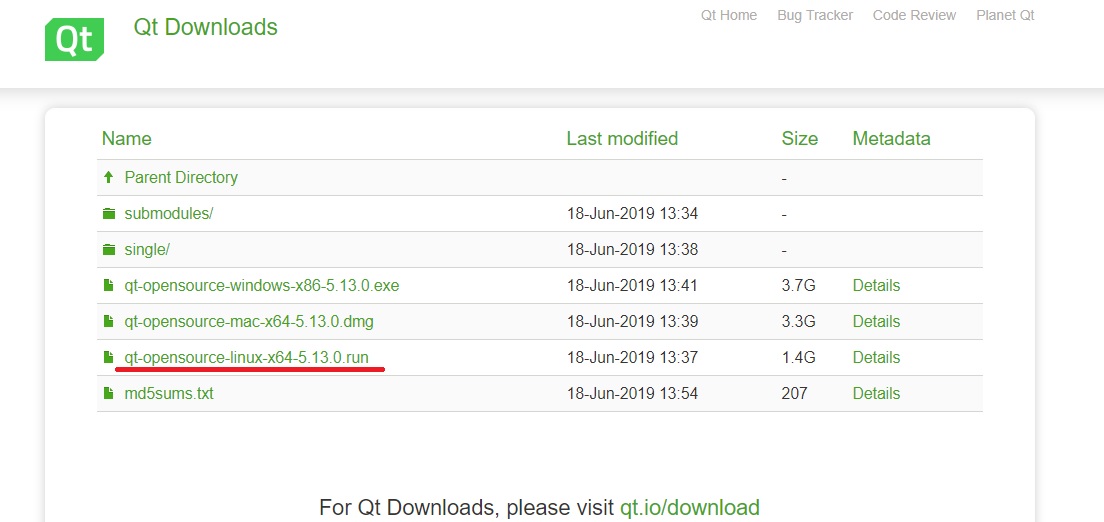 Qt
Qt Downloads
Qt Home Bug Tracker Code Review Planet Qt
Name Last modified Size Metadata
Parent Directory -
submodules/ 18-Jun-2019 13:34 -
single/ 18-Jun-2019 13:38 -
qt-opensource-windows-x86-5.13.0.exe 18-Jun-2019 13:41 3.7G Details
qt-opensource-mac-x64-5.13.0.dmg 18-Jun-2019 13:39 3.3G Details
qt-opensource-linux-x64-5.13.0.run 18-Jun-2019 13:37 1.4G Details
md5sums.txt 18-Jun-2019 13:54 207 Details
For Qt Downloads, please visit qt.io/download